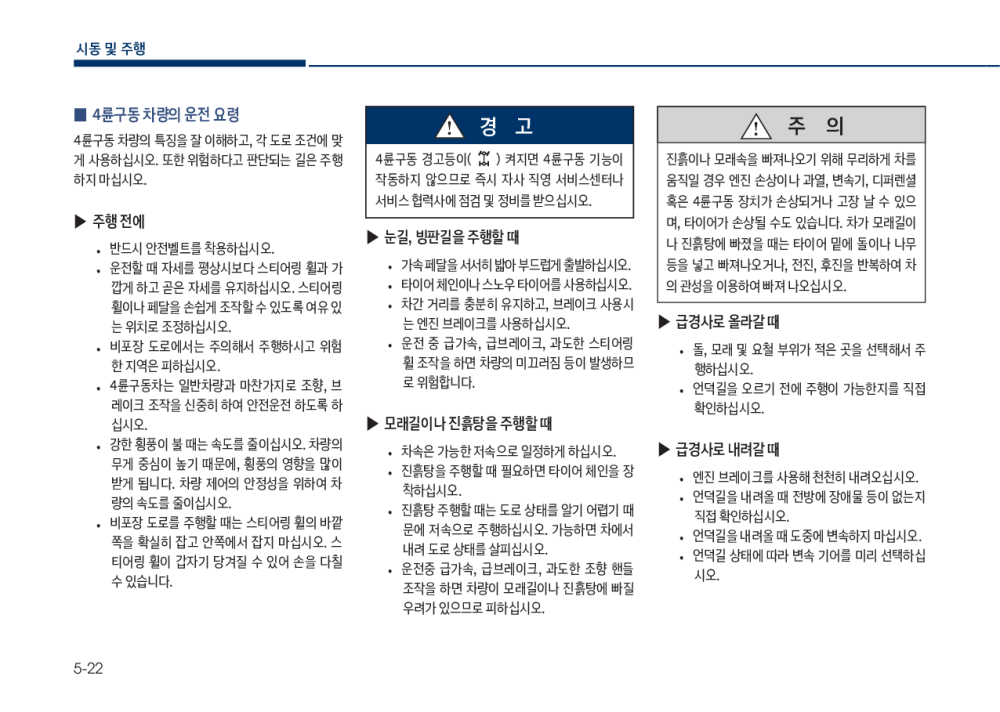 시동 및 주행
■ 4륜구동 차량의 운전 요령
4륜구동 차량의 특징을 잘 이해하고, 각 도로 조건에 맞
게 사용하십시오. 또한 위험하다고 판단되는 길은 주행
하지 마십시오.
▶ 주행 전에
• 반드시 안전벨트를 착용하십시오.
• 운전할 때 자세를 평상시보다 스티어링 휠과 가
깝게 하고 곧은 자세를 유지하십시오. 스티어링
휠이나 페달을 손쉽게 조작할 수 있도록 여유 있
는 위치로 조정하십시오.
• 비포장 도로에서는 주의해서 주행하시고 위험
한 지역은 피하십시오.
• 4륜구동차는 일반차량과 마찬가지로 조향, 브
레이크 조작을 신중히 하여 안전운전 하도록 하
십시오.
• 강한 횡풍이 불 때는 속도를 줄이십시오. 차량의
무게 중심이 높기 때문에, 횡풍의 영향을 많이
받게 됩니다. 차량 제어의 안정성을 위하여 차
량의 속도를 줄이십시오.
• 비포장 도로를 주행할 때는 스티어링 휠의 바깥
쪽을 확실히 잡고 안쪽에서 잡지 마십시오. 스
티어링 휠이 갑자기 당겨질 수 있어 손을 다칠
수 있습니다.
경 고
4륜구동 경고등이( ) 켜지면 4륜구동 기능이
작동하지 않으므로 즉시 자사 직영 서비스센터나
서비스 협력사에 점검 및 정비를 받으십시오.
▶ 눈길, 빙판길을 주행할 때
• 가속 페달을 서서히 밟아 부드럽게 출발하십시오.
• 타이어 체인이나 스노우 타이어를 사용하십시오.
• 차간 거리를 충분히 유지하고, 브레이크 사용시
는 엔진 브레이크를 사용하십시오.
• 운전 중 급가속, 급브레이크, 과도한 스티어링
휠 조작을 하면 차량의 미끄러짐 등이 발생하므
로 위험합니다.
▶ 모래길이나 진흙탕을 주행할 때
• 차속은 가능한 저속으로 일정하게 하십시오.
• 진흙탕을 주행할 때 필요하면 타이어 체인을 장
착하십시오.
• 진흙탕 주행할 때는 도로 상태를 알기 어렵기 때
문에 저속으로 주행하십시오. 가능하면 차에서
내려 도로 상태를 살피십시오.
• 운전중 급가속, 급브레이크, 과도한 조향 핸들
조작을 하면 차량이 모래길이나 진흙탕에 빠질
우려가 있으므로 피하십시오.
주 의
진흙이나 모래속을 빠져나오기 위해 무리하게 차를
움직일 경우 엔진 손상이나 과열, 변속기, 디퍼렌셜
혹은 4륜구동 장치가 손상되거나 고장 날 수 있으
며, 타이어가 손상될 수도 있습니다. 차가 모래길이
나 진흙탕에 빠졌을 때는 타이어 밑에 돌이나 나무
등을 넣고 빠져나오거나, 전진, 후진을 반복하여 차
의 관성을 이용하여 빠져 나오십시오.
▶ 급경사로 올라갈 때
• 돌, 모래 및 요철 부위가 적은 곳을 선택해서 주
행하십시오.
• 언덕길을 오르기 전에 주행이 가능한지를 직접
확인하십시오.
▶ 급경사로 내려갈 때
• 엔진 브레이크를 사용해 천천히 내려오십시오.
• 언덕길을 내려올 때 전방에 장애물 등이 없는지
직접 확인하십시오.
• 언덕길을 내려올 때 도중에 변속하지 마십시오.
• 언덕길 상태에 따라 변속 기어를 미리 선택하십
시오.
5-22